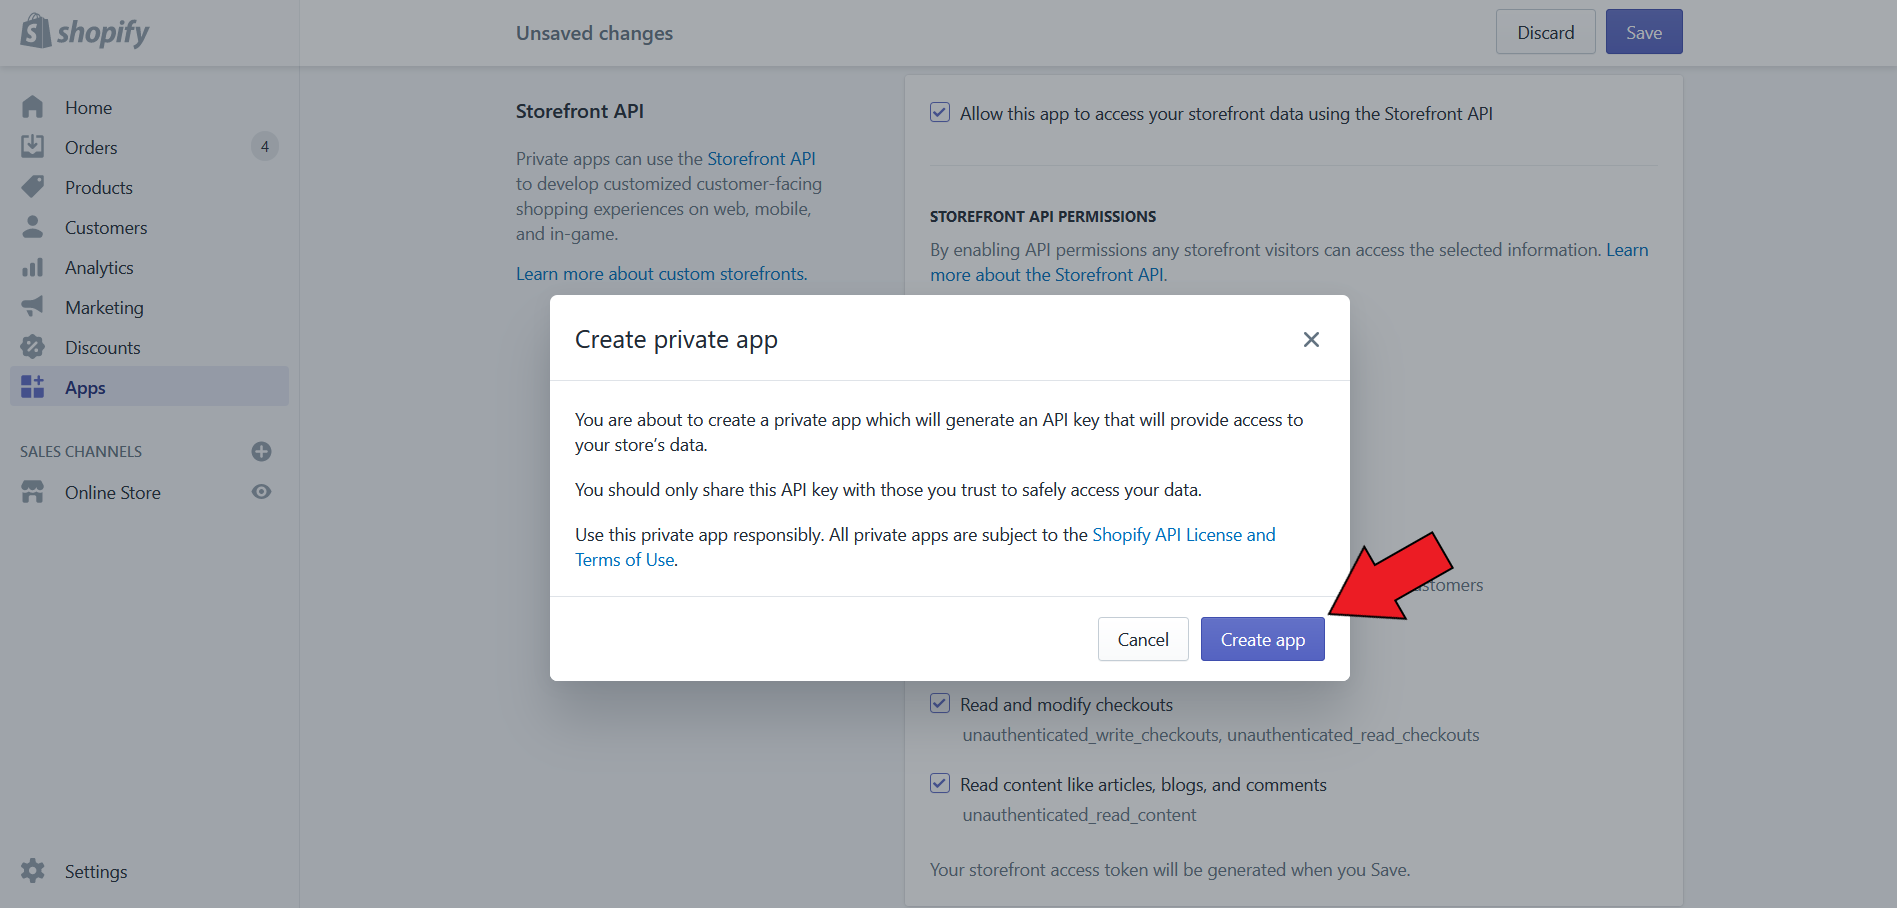 shopify
Unsaved changes
Discard
Save
Home
Orders
4
Products
Customers
Analytics
Marketing
Discounts
Apps
SALES CHANNELS
Online Store
Settings
Storefront API
Private apps can use the Storefront API
to develop customized customer-facing
shopping experiences on web, mobile,
and in-game.
Learn more about custom storefronts.
Allow this app to access your storefront data using the Storefront API
STOREFRONT API PERMISSIONS
By enabling API permissions any storefront visitors can access the selected information. Learn
more about the Storefront API.
Create private app
You are about to create a private app which will generate an API key that will provide access to
your store's data.
You should only share this API key with those you trust to safely access your data.
Use this private app responsibly. All private apps are subject to the Shopify API License and
Terms of Use.
Cancel
Create app
Read and modify checkouts
unauthenticated_write_checkouts, unauthenticated_read_checkouts
Read content like articles, blogs, and comments
unauthenticated_read_content
Your storefront access token will be generated when you Save.